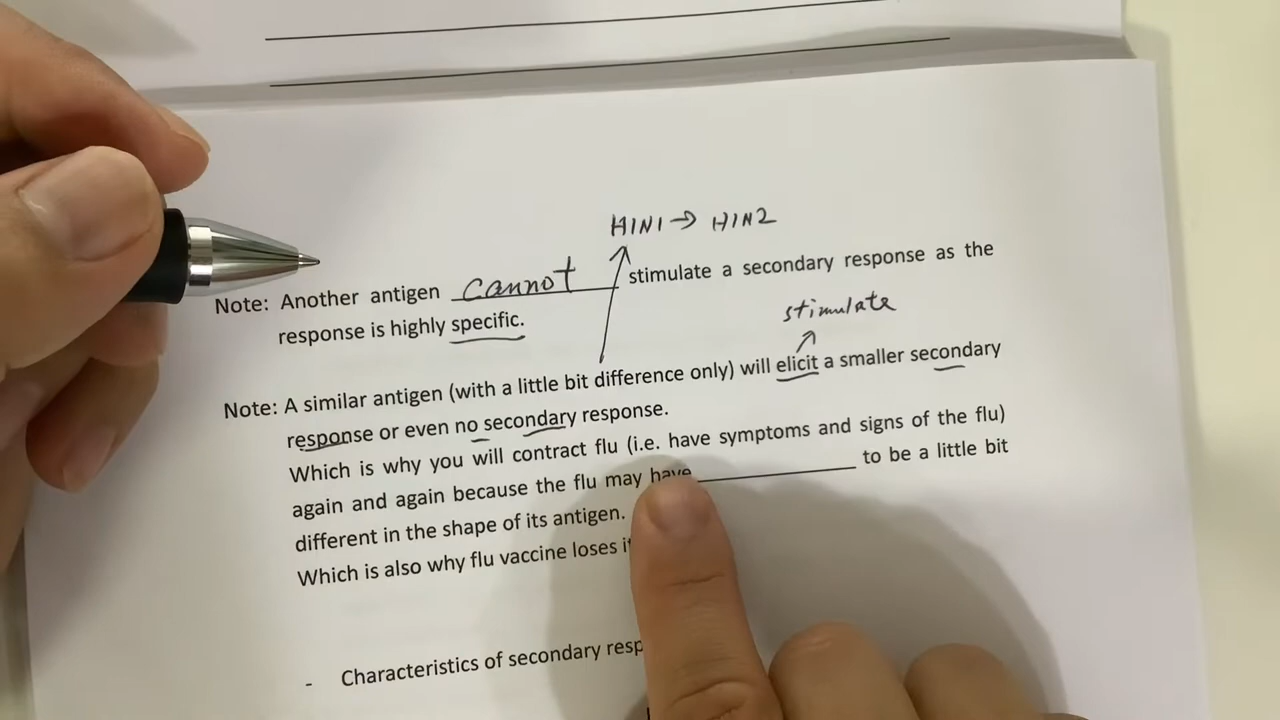 H1N1 → H1N2
Note: Another antigen cannot stimulate a secondary response as the
response is highly specific.
stimulate
Note: A similar antigen (with a little bit difference only) will elicit a smaller secondary
response or even no secondary response.
Which is why you will contract flu (i.e. have symptoms and signs of the flu)
again and again because the flu may have __________ to be a little bit
different in the shape of its antigen.
Which is also why flu vaccine loses
- Characteristics of secondary